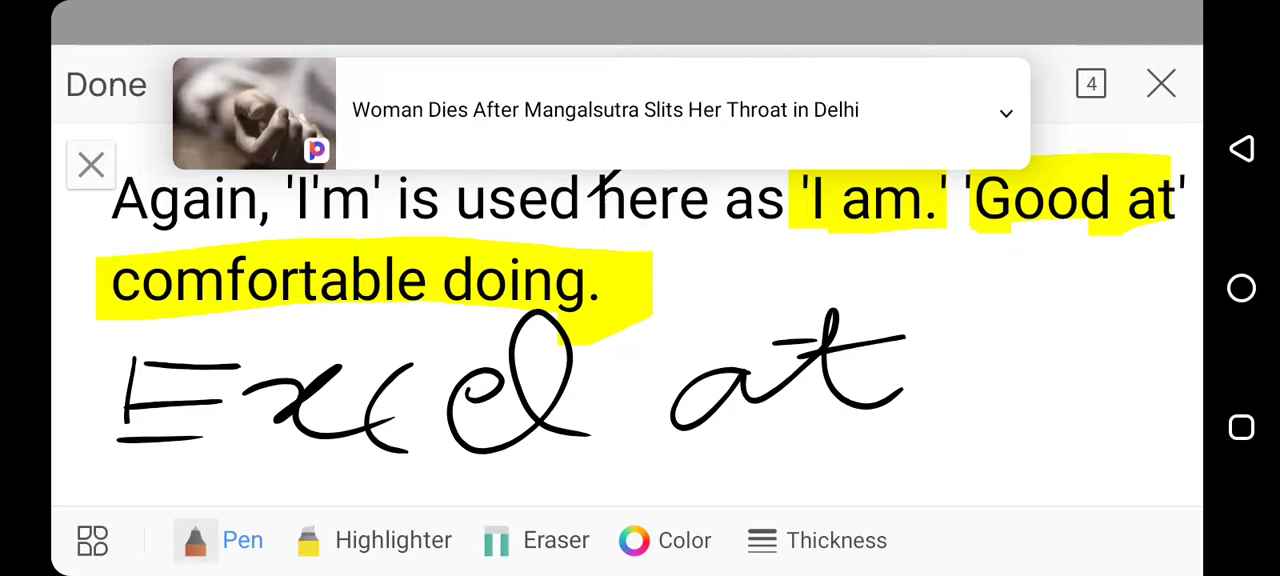 Done
Woman Dies After Mangalsutra Slits Her Throat in Delhi
4
Again, 'I'm' is used here as 'I am.' 'Good at'
comfortable doing.
Excel at
Pen Highlighter Eraser Color Thickness